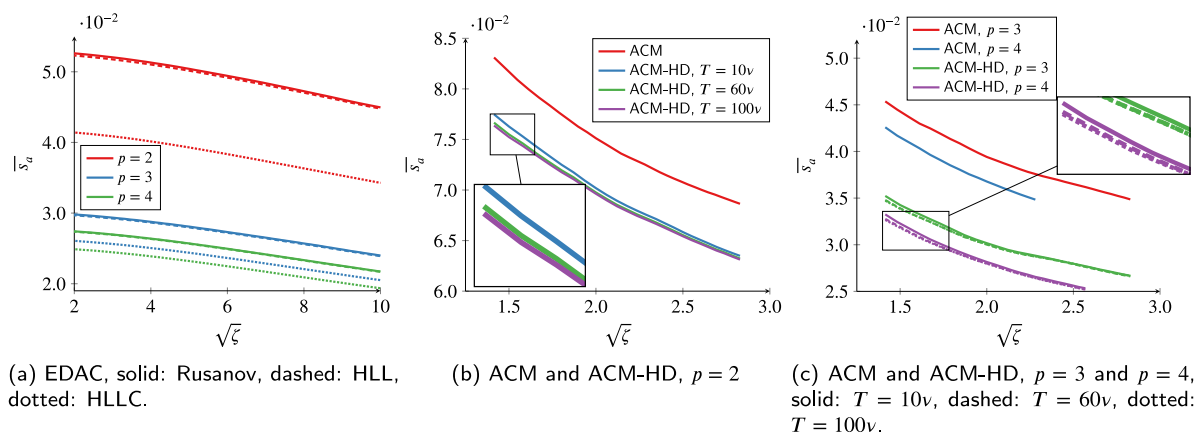 ·10⁻²
5.0
4.0
3.0
2.0
s̅ₐ
p = 2
p = 3
p = 4
2 4 6 8 10
√ζ
(a) EDAC, solid: Rusanov, dashed: HLL,
dotted: HLLC.
·10⁻²
8.5
8.0
7.5
7.0
6.5
6.0
s̅ₐ
ACM
ACM-HD, T = 10ν
ACM-HD, T = 60ν
ACM-HD, T = 100ν
1.5 2.0 2.5 3.0
√ζ
(b) ACM and ACM-HD, p = 2
·10⁻²
5.0
4.5
4.0
3.5
3.0
2.5
s̅ₐ
ACM, p = 3
ACM, p = 4
ACM-HD, p = 3
ACM-HD, p = 4
1.5 2.0 2.5 3.0
√ζ
(c) ACM and ACM-HD, p = 3 and p = 4,
solid: T = 10ν, dashed: T = 60ν, dotted:
T = 100ν.